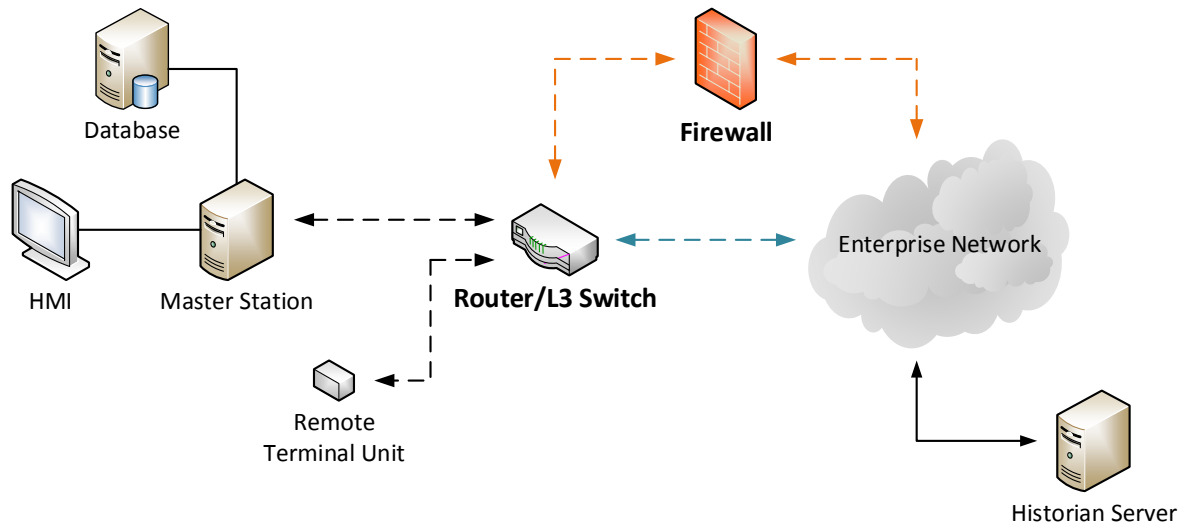 Database
Firewall
Enterprise Network
HMI
Master Station
Router/L3 Switch
Remote
Terminal Unit
Historian Server